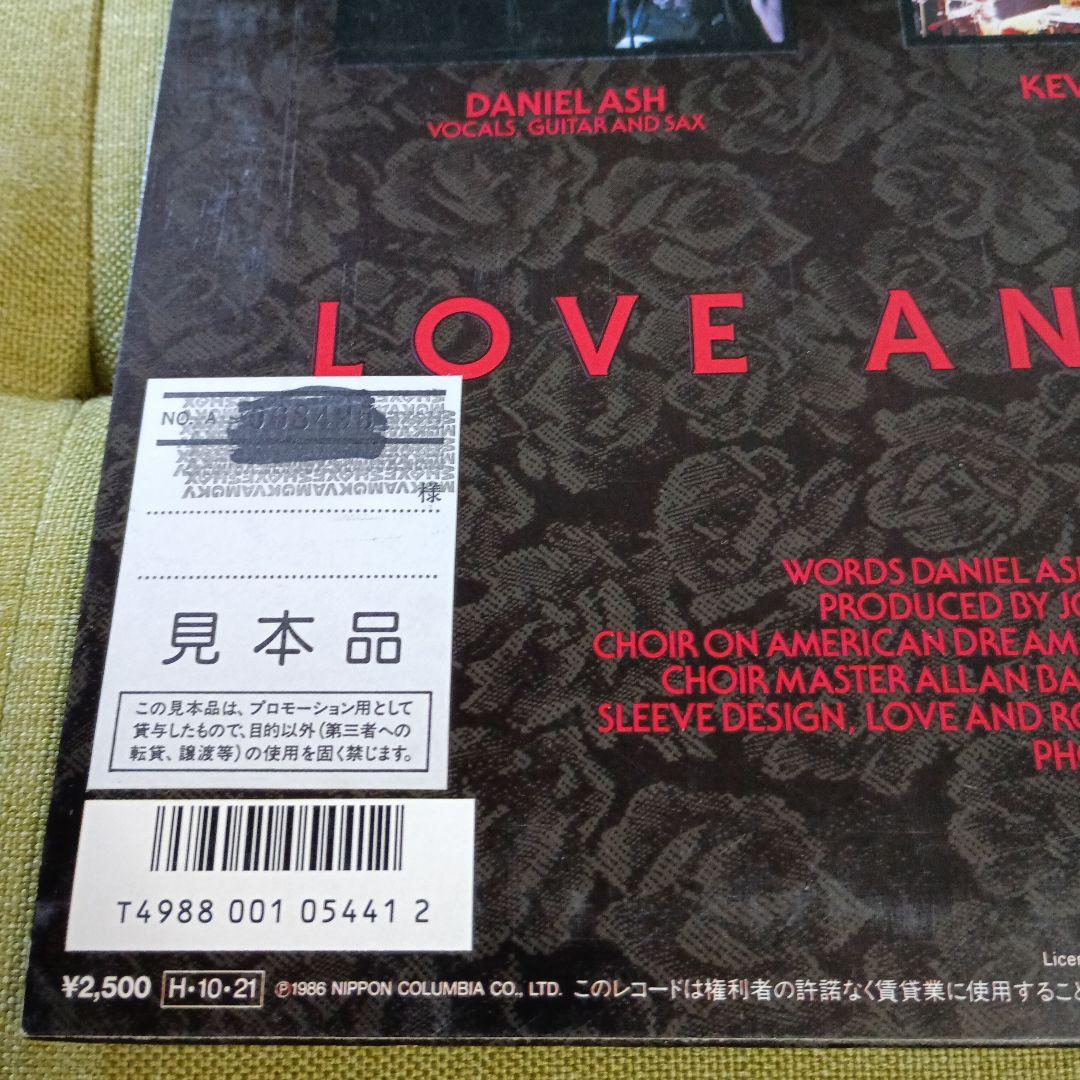 DANIEL ASH
VOCALS, GUITAR AND SAX
KEV
LOVE AN
NO. A
様
見本品
この見本品は、プロモーション用として
貸与したもので、目的以外(第三者への
転貸、譲渡等)の使用を固く禁じます。
T4988 001 05441 2
WORDS DANIEL ASH
PRODUCED BY JO
CHOIR ON AMERICAN DREAM
CHOIR MASTER ALLAN BA
SLEEVE DESIGN, LOVE AND RO
PHO
Licen
¥2,500 H・10・21 ℗1986 NIPPON COLUMBIA CO., LTD. このレコードは権利者の許諾なく賃貸業に使用すること